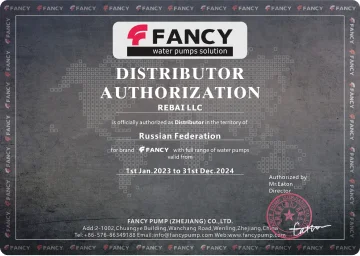 FANCY
water pumps solution
DISTRIBUTOR
AUTHORIZATION
REBAI LLC
is officially authorized as Distributor in the territory of
Russian Federation
for brand FANCY with full range of water pumps
valid from
1st Jan.2023 to 31st Dec.2024
Authorized by
Mr.Eaton
Director
FANCY PUMP (ZHEJIANG) CO.,LTD.
Add:2-1002,Chuangye Building,Wanchang Road,Wenling,Zhejiang,China
Tel:+86-576-86349188 Email:info@fancypump.com Web:www.fancypump.com